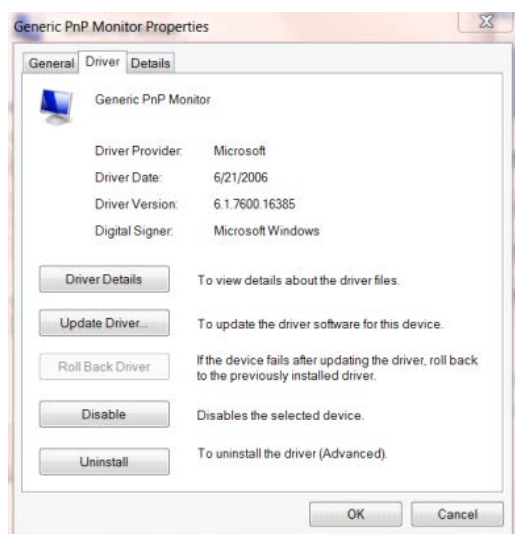 Generic PnP Monitor Properties
General Driver Details
Generic PnP Monitor
Driver Provider: Microsoft
Driver Date: 6/21/2006
Driver Version: 6.1.7600.16385
Digital Signer: Microsoft Windows
Driver Details To view details about the driver files.
Update Driver... To update the driver software for this device.
Roll Back Driver If the device fails after updating the driver, roll back
to the previously installed driver.
Disable Disables the selected device.
Uninstall To uninstall the driver (Advanced).
OK Cancel